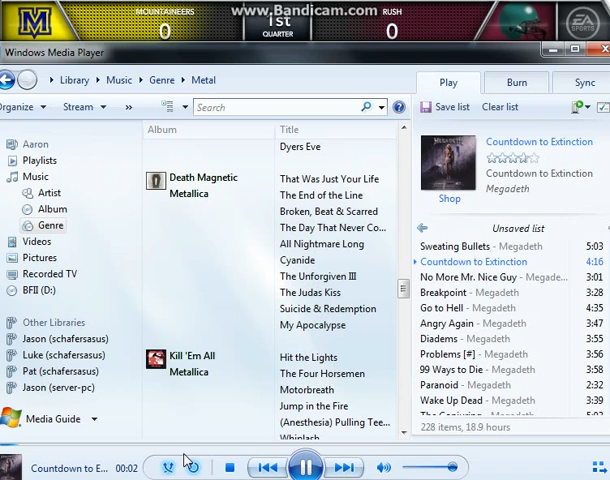 www.Bandicam.com
MOUNTAINEERS
0
1st
QUARTER
RUSH
0
EA
SPORTS
M
Windows Media Player
Library
Music
Genre
Metal
Play
Burn
Sync
Organize
Stream
»
Search
Save list
Clear list
Album
Title
Aaron
Playlists
Music
Artist
Album
Genre
Videos
Pictures
Recorded TV
BFII (D:)
Other Libraries
Jason (schafersasus)
Luke (schafersasus)
Pat (schafersasus)
Jason (server-pc)
Media Guide
Dyers Eve
Death Magnetic
Metallica
That Was Just Your Life
The End of the Line
Broken, Beat & Scarred
The Day That Never Co...
All Nightmare Long
Cyanide
The Unforgiven III
The Judas Kiss
Suicide & Redemption
My Apocalypse
Kill 'Em All
Metallica
Hit the Lights
The Four Horsemen
Motorbreath
Jump in the Fire
(Anesthesia) Pulling Tee...
Whiplash
MEGADETH
Shop
Countdown to Extinction
Countdown to Extinction
Megadeth
Unsaved list
Sweating Bullets - Megadeth 5:03
Countdown to Extinction 4:16
No More Mr. Nice Guy - Megade... 3:01
Breakpoint - Megadeth 3:28
Go to Hell - Megadeth 4:35
Angry Again - Megadeth 3:47
Diadems - Megadeth 3:55
Problems [#] - Megadeth 3:56
99 Ways to Die - Megadeth 3:58
Paranoid - Megadeth 2:32
Wake Up Dead - Megadeth 3:39
228 items, 18.9 hours
Countdown to E...
00:02